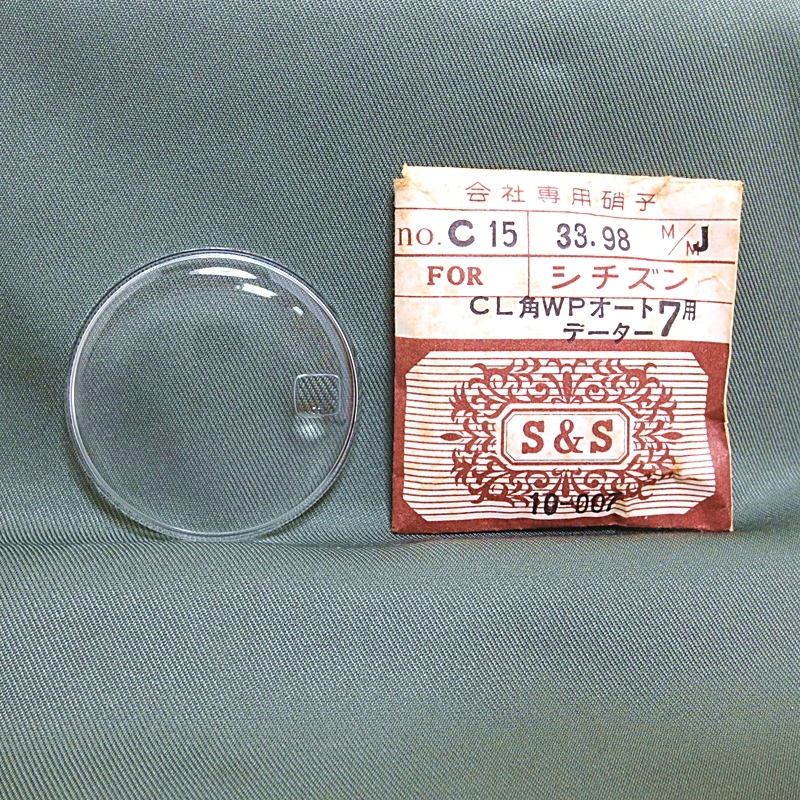 会社専用硝子
no. C 15 33.98 M/M J
FOR シチズン
CL角WPオート7用
データー
S&S
10-007